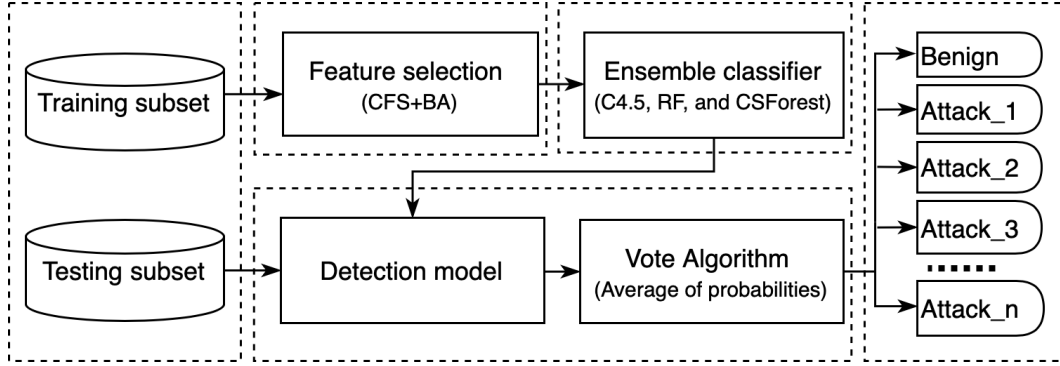 Training subset
Feature selection
(CFS+BA)
Ensemble classifier
(C4.5, RF, and CSForest)
Testing subset
Detection model
Vote Algorithm
(Average of probabilities)
Benign
Attack_1
Attack_2
Attack_3
.......
Attack_n